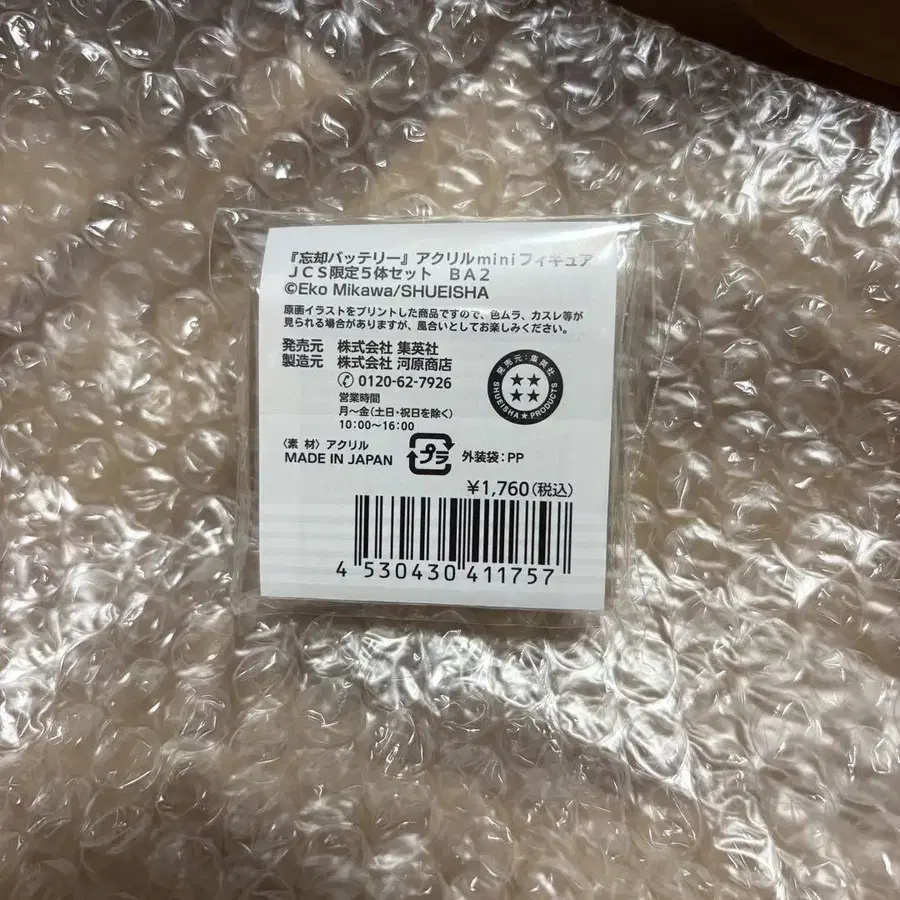 『忘却バッテリー』アクリルminiフィギュア
JCS限定5体セット BA2
©Eko Mikawa/SHUEISHA
原画イラストをプリントした商品ですので、色ムラ、カスレ等が
見られる場合がありますが、風合いとしてお楽しみください。
発売元 株式会社 集英社
製造元 株式会社 河原商店
0120-62-7926
営業時間
月〜金(土日・祝日を除く)
10:00〜16:00
発売元:集英社
SHUEISHA★PRODUCTS
〈素 材〉アクリル
MADE IN JAPAN
プラ
外装袋:PP
¥1,760(税込)
4 530430 411757